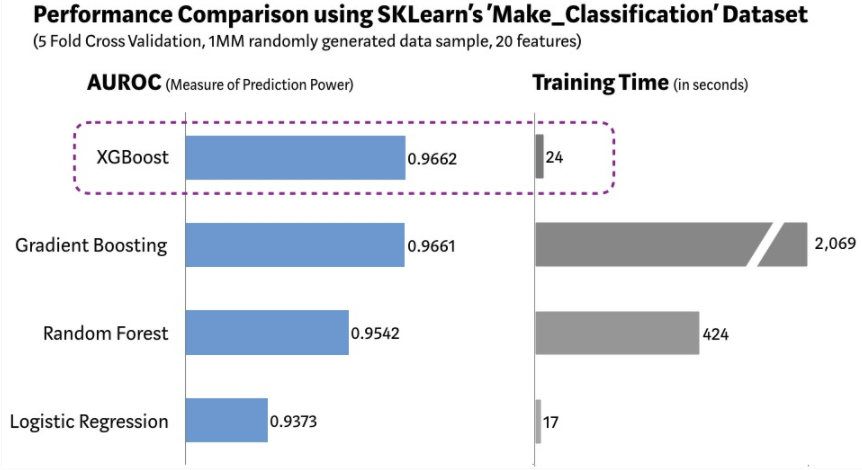 Performance Comparison using SKLearn's 'Make_Classification' Dataset
(5 Fold Cross Validation, 1MM randomly generated data sample, 20 features)
AUROC (Measure of Prediction Power)
Training Time (in seconds)
XGBoost 0.9662 24
Gradient Boosting 0.9661 2,069
Random Forest 0.9542 424
Logistic Regression 0.9373 17